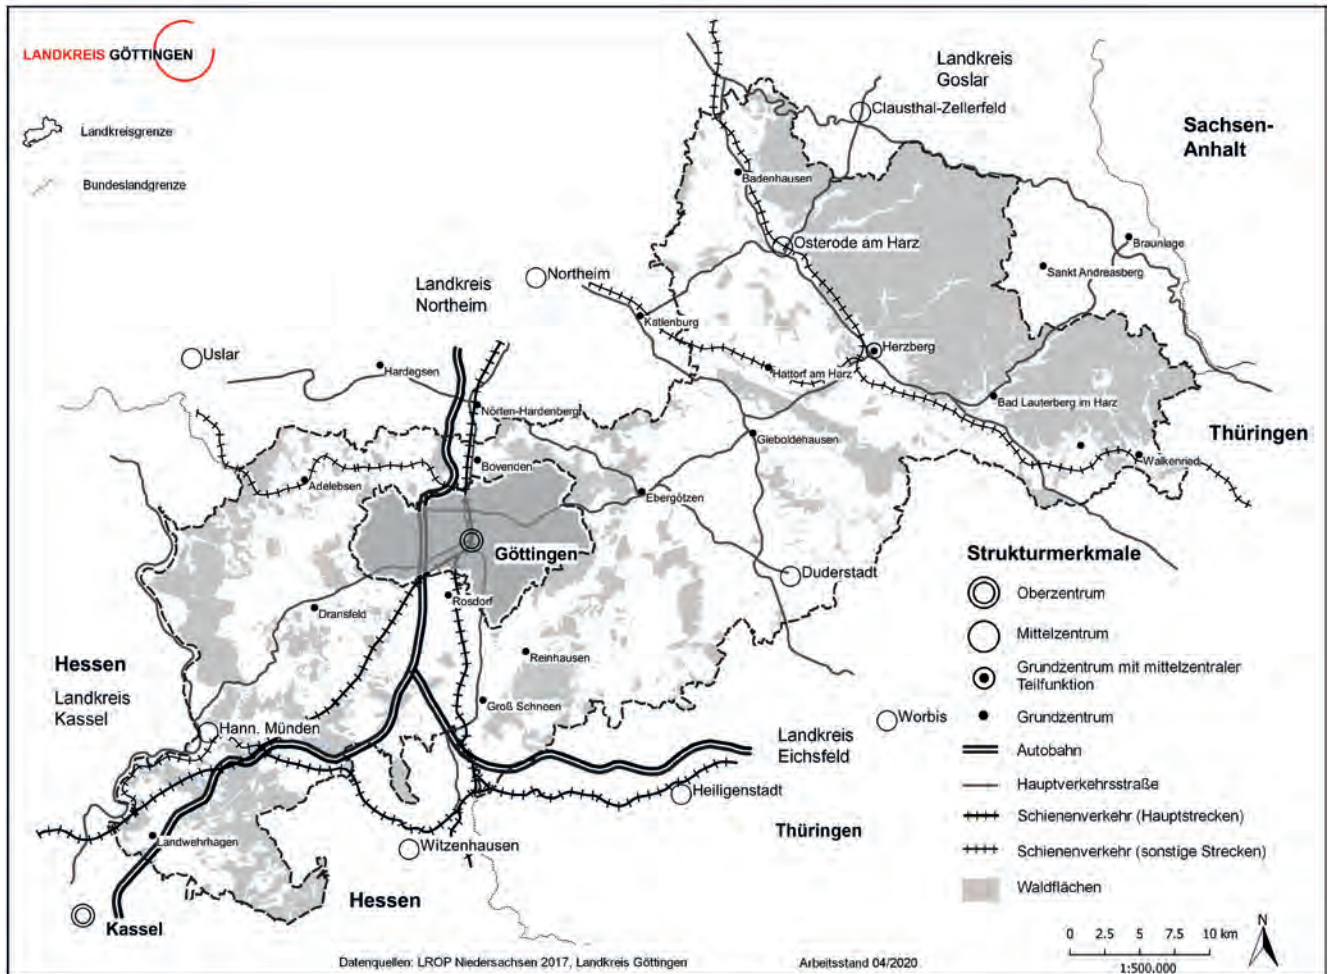 LANDKREIS GÖTTINGEN
Landkreisgrenze
Bundeslandgrenze
Landkreis
Goslar
Clausthal-Zellerfeld
Sachsen-
Anhalt
Badenhausen
Osterode am Harz
Braunlage
Sankt Andreasberg
Landkreis
Northeim
Northeim
Katlenburg
Uslar
Hardegsen
Herzberg
Hattorf am Harz
Bad Lauterberg im Harz
Nörten-Hardenberg
Gieboldehausen
Thüringen
Bovenden
Walkenried
Adelebsen
Ebergötzen
Göttingen
Duderstadt
Rosdorf
Dransfeld
Reinhausen
Hessen
Landkreis
Kassel
Groß Schneen
Hann. Münden
Worbis
Landkreis
Eichsfeld
Heiligenstadt
Thüringen
Landwehrhagen
Witzenhausen
Hessen
Kassel
Strukturmerkmale
Oberzentrum
Mittelzentrum
Grundzentrum mit mittelzentraler
Teilfunktion
Grundzentrum
Autobahn
Hauptverkehrsstraße
Schienenverkehr (Hauptstrecken)
Schienenverkehr (sonstige Strecken)
Waldflächen
N
0 2.5 5 7.5 10 km
1:500.000
Datenquellen: LROP Niedersachsen 2017, Landkreis Göttingen Arbeitsstand 04/2020